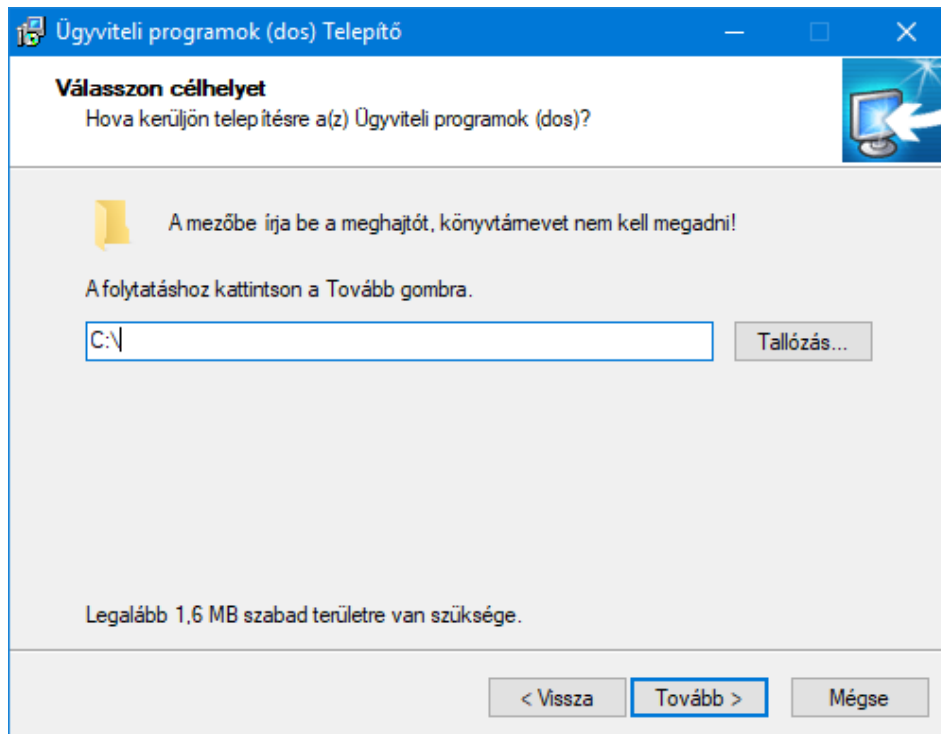 Ügyviteli programok (dos) Telepítő
Válasszon célhelyet
Hova kerüljön telepítésre a(z) Ügyviteli programok (dos)?
A mezőbe írja be a meghajtót, könyvtárnevet nem kell megadni!
A folytatáshoz kattintson a Tovább gombra.
C:\
Tallózás...
Legalább 1,6 MB szabad területre van szüksége.
< Vissza
Tovább >
Mégse